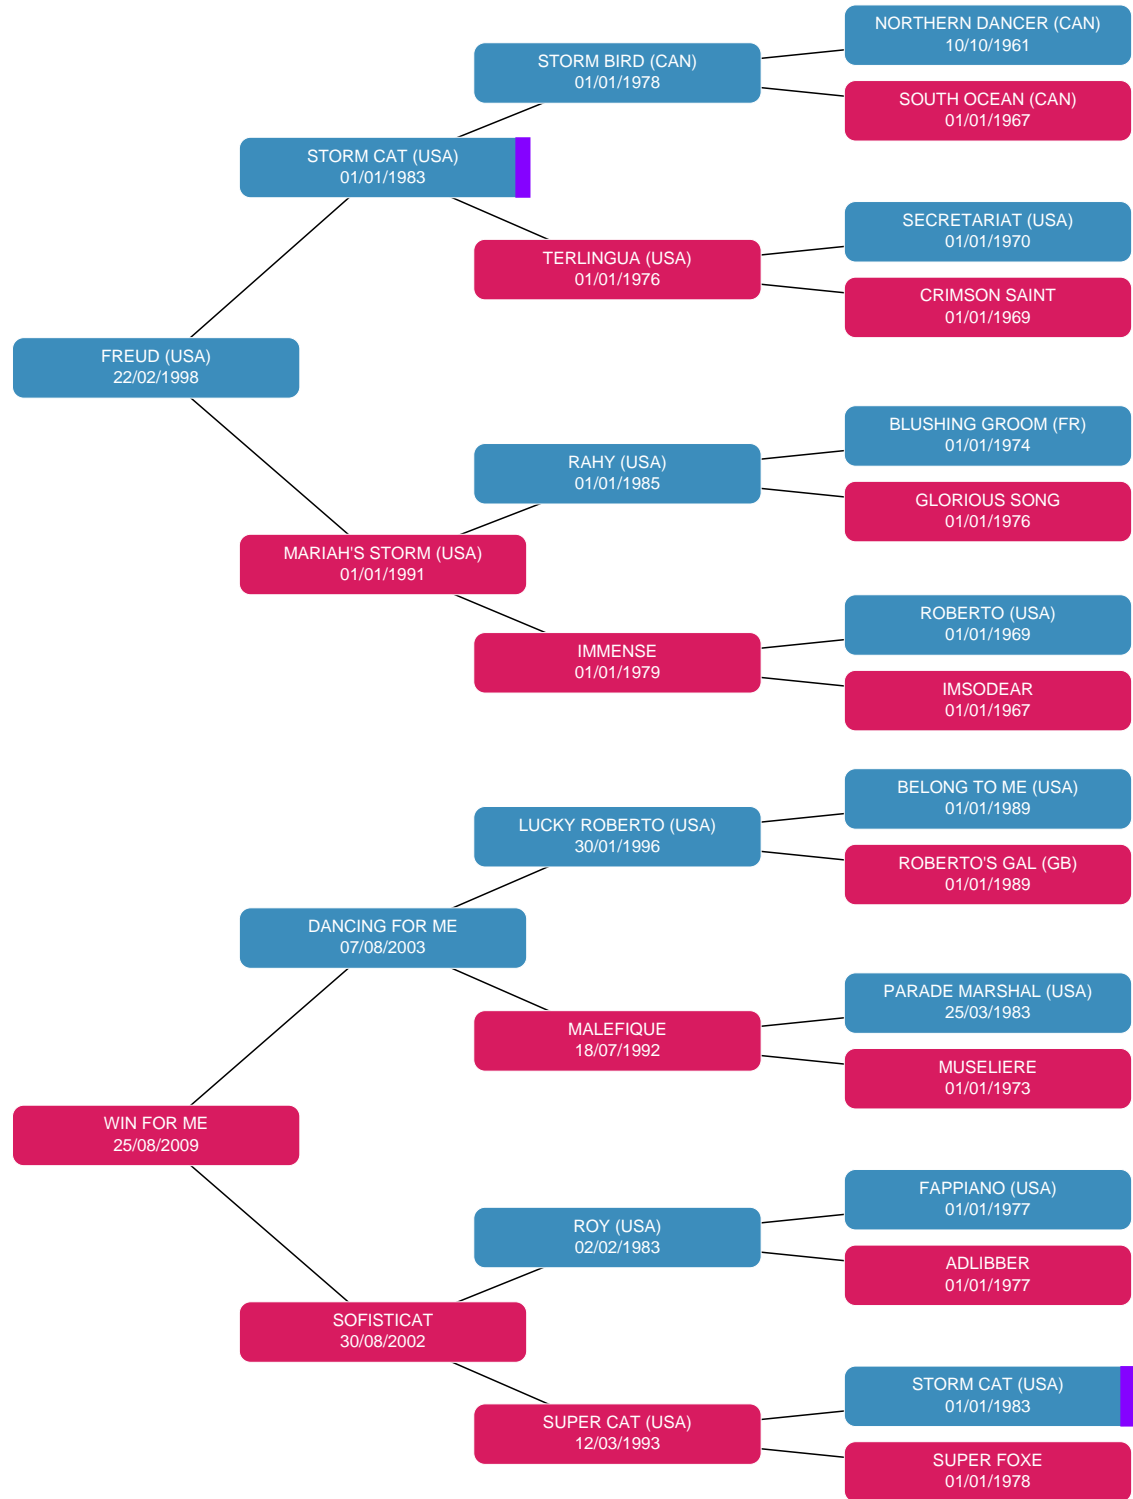 NORTHERN DANCER (CAN)
10/10/1961
STORM BIRD (CAN)
01/01/1978
SOUTH OCEAN (CAN)
01/01/1967
STORM CAT (USA)
01/01/1983
SECRETARIAT (USA)
01/01/1970
TERLINGUA (USA)
01/01/1976
CRIMSON SAINT
01/01/1969
FREUD (USA)
22/02/1998
BLUSHING GROOM (FR)
01/01/1974
RAHY (USA)
01/01/1985
GLORIOUS SONG
01/01/1976
MARIAH'S STORM (USA)
01/01/1991
ROBERTO (USA)
01/01/1969
IMMENSE
01/01/1979
IMSODEAR
01/01/1967
BELONG TO ME (USA)
01/01/1989
LUCKY ROBERTO (USA)
30/01/1996
ROBERTO'S GAL (GB)
01/01/1989
DANCING FOR ME
07/08/2003
PARADE MARSHAL (USA)
25/03/1983
MALEFIQUE
18/07/1992
MUSELIERE
01/01/1973
WIN FOR ME
25/08/2009
FAPPIANO (USA)
01/01/1977
ROY (USA)
02/02/1983
ADLIBBER
01/01/1977
SOFISTICAT
30/08/2002
STORM CAT (USA)
01/01/1983
SUPER CAT (USA)
12/03/1993
SUPER FOXE
01/01/1978